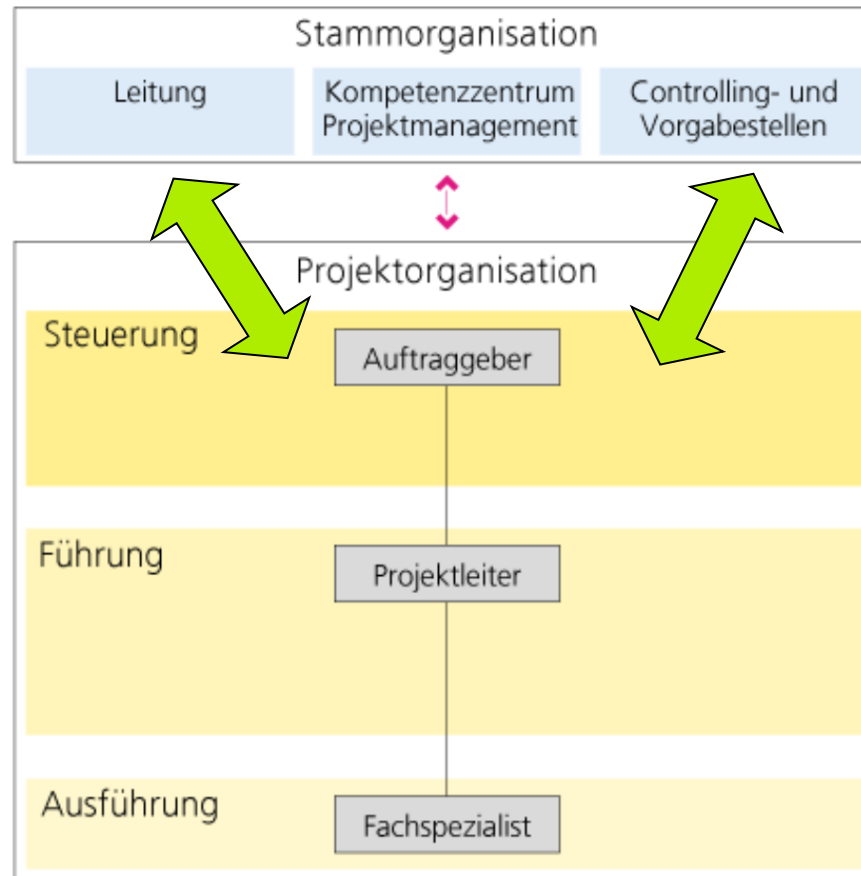 Stammorganisation
Leitung
Kompetenzzentrum
Projektmanagement
Controlling- und
Vorgabestellen
Projektorganisation
Steuerung
Auftraggeber
Führung
Projektleiter
Ausführung
Fachspezialist